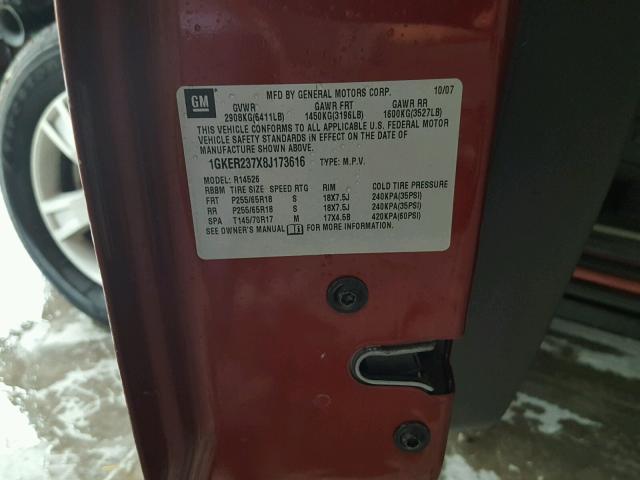 GM
MFD BY GENERAL MOTORS CORP. 10/07
GVWR GAWR FRT GAWR RR
2908KG(6411LB) 1450KG(3196LB) 1600KG(3527LB)
THIS VEHICLE CONFORMS TO ALL APPLICABLE U.S. FEDERAL MOTOR
VEHICLE SAFETY STANDARDS IN EFFECT ON THE DATE OF
MANUFACTURE SHOWN ABOVE.
1GKER237X8J173616 TYPE: M.P.V.
MODEL: R14526
RBBM TIRE SIZE SPEED RTG RIM COLD TIRE PRESSURE
FRT P255/65R18 S 18X7.5J 240KPA(35PSI)
RR P255/65R18 S 18X7.5J 240KPA(35PSI)
SPA T145/70R17 M 17X4.5B 420KPA(60PSI)
SEE OWNER'S MANUAL FOR MORE INFORMATION.